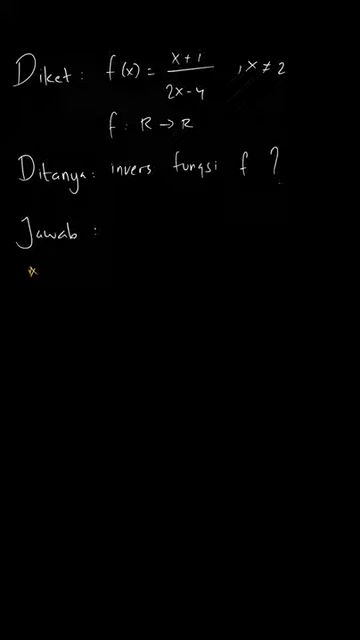 Diket : f(x) = x+1 / 2x-4 , x ≠ 2
f : R → R
Ditanya : invers fungsi f ?
Jawab :
*